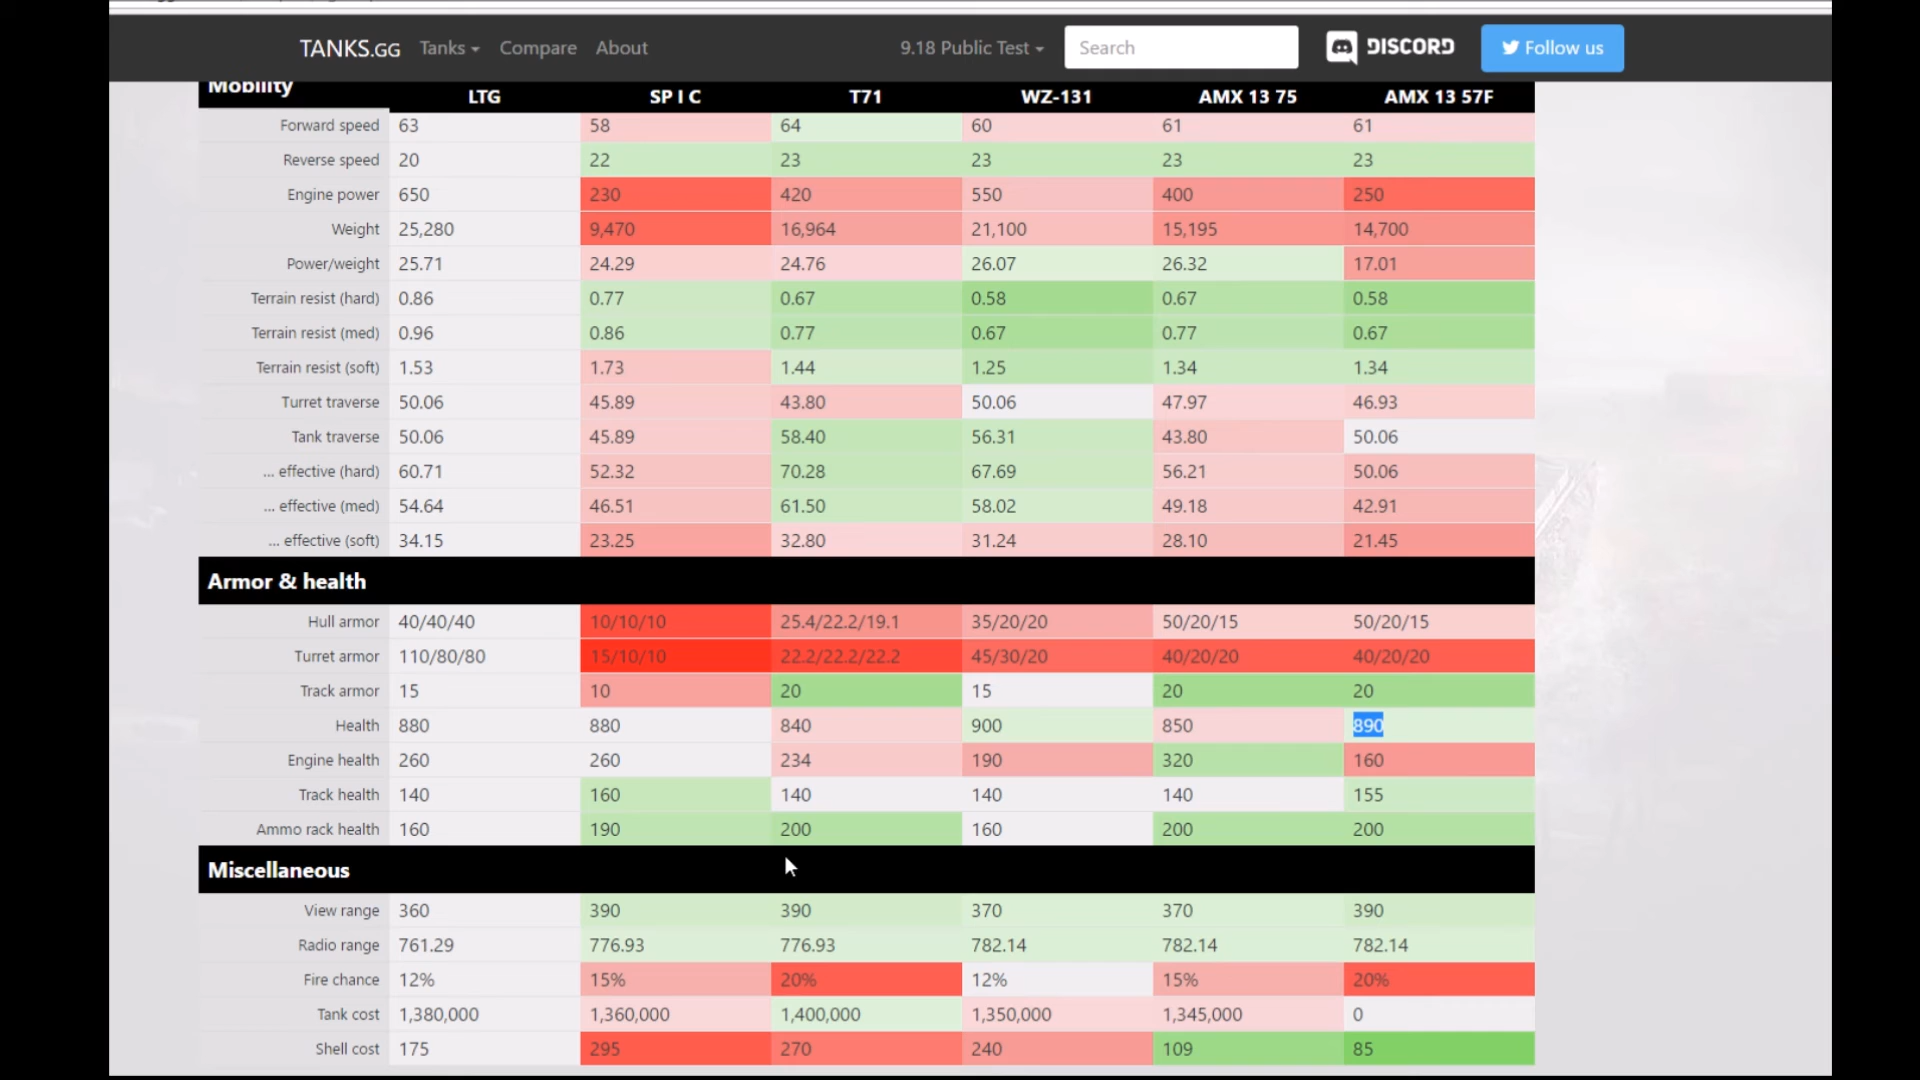 TANKS.GG Tanks Compare About 9.18 Public Test Search DISCORD Follow us
Mobility LTG SP I C T71 WZ-131 AMX 13 75 AMX 13 57F
Forward speed 63 58 64 60 61 61
Reverse speed 20 22 23 23 23 23
Engine power 650 230 420 550 400 250
Weight 25,280 9,470 16,964 21,100 15,195 14,700
Power/weight 25.71 24.29 24.76 26.07 26.32 17.01
Terrain resist (hard) 0.86 0.77 0.67 0.58 0.67 0.58
Terrain resist (med) 0.96 0.86 0.77 0.67 0.77 0.67
Terrain resist (soft) 1.53 1.73 1.44 1.25 1.34 1.34
Turret traverse 50.06 45.89 43.80 50.06 47.97 46.93
Tank traverse 50.06 45.89 58.40 56.31 43.80 50.06
... effective (hard) 60.71 52.32 70.28 67.69 56.21 50.06
... effective (med) 54.64 46.51 61.50 58.02 49.18 42.91
... effective (soft) 34.15 23.25 32.80 31.24 28.10 21.45
Armor & health
Hull armor 40/40/40 10/10/10 25.4/22.2/19.1 35/20/20 50/20/15 50/20/15
Turret armor 110/80/80 15/10/10 22.2/22.2/22.2 45/30/20 40/20/20 40/20/20
Track armor 15 10 20 15 20 20
Health 880 880 840 900 850 890
Engine health 260 260 234 190 320 160
Track health 140 160 140 140 140 155
Ammo rack health 160 190 200 160 200 200
Miscellaneous
View range 360 390 390 370 370 390
Radio range 761.29 776.93 776.93 782.14 782.14 782.14
Fire chance 12% 15% 20% 12% 15% 20%
Tank cost 1,380,000 1,360,000 1,400,000 1,350,000 1,345,000 0
Shell cost 175 295 270 240 109 85